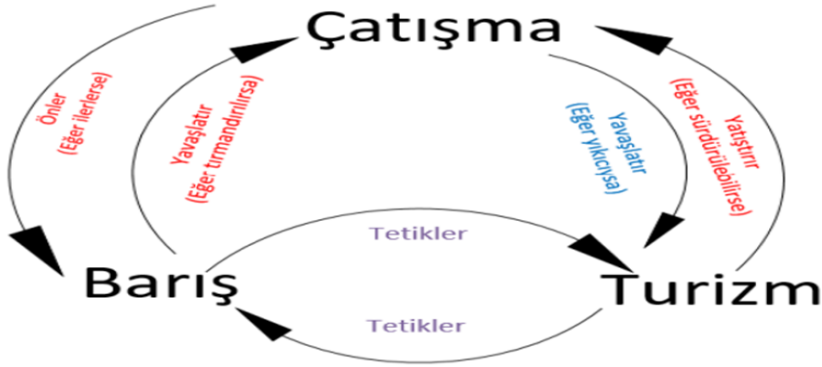 Çatışma
Önler
(Eğer ilerlerse)
Yavaşlatır
(Eğer tırmandırılırsa)
Yavaşlatır
(Eğer yıkıcıysa)
Yatıştırır
(Eğer sürdürülebilirse)
Tetikler
Barış
Turizm
Tetikler